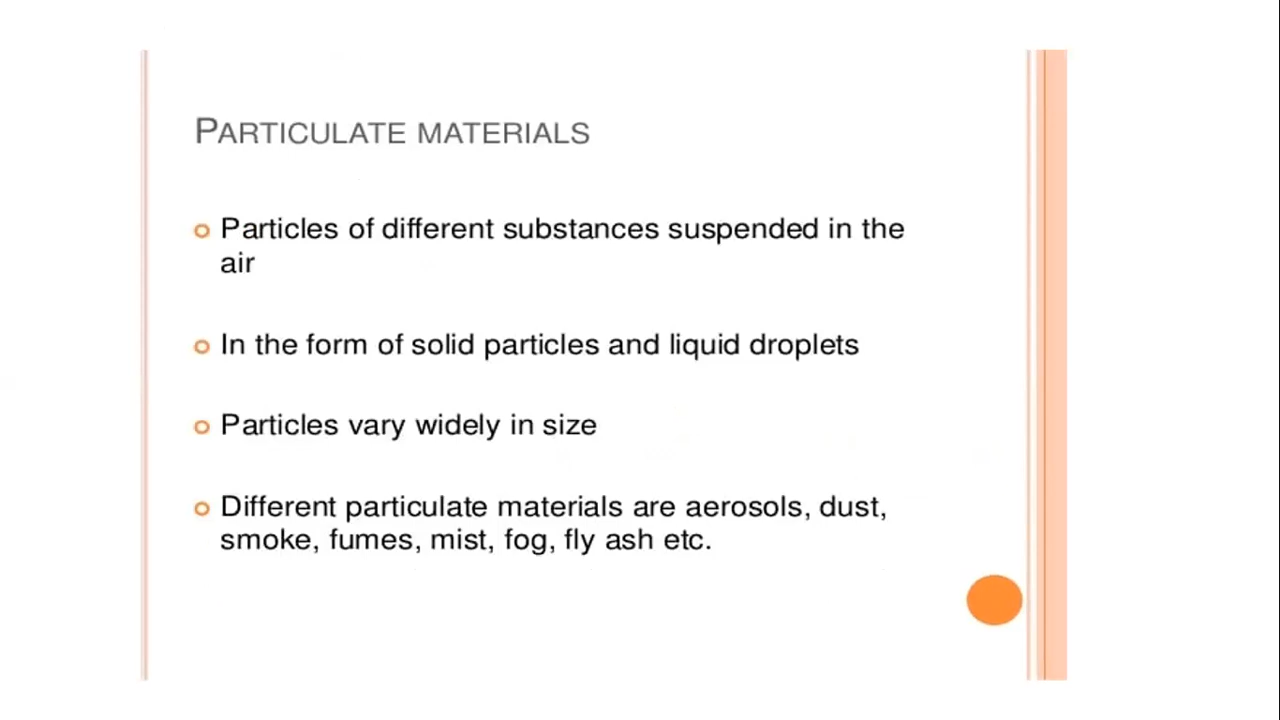 PARTICULATE MATERIALS
Particles of different substances suspended in the
air
In the form of solid particles and liquid droplets
Particles vary widely in size
Different particulate materials are aerosols, dust,
smoke, fumes, mist, fog, fly ash etc.